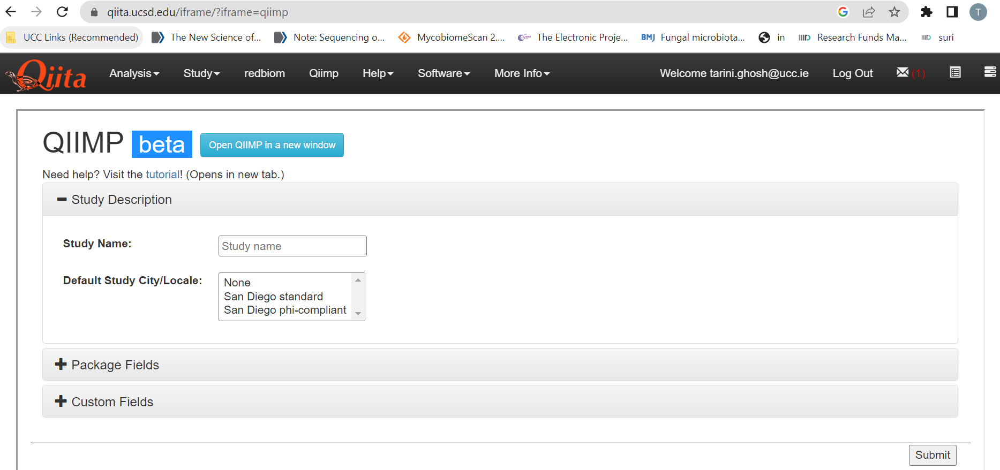 qiita.ucsd.edu/iframe/?iframe=qiimp
T
UCC Links (Recommended) The New Science of... Note: Sequencing o... MycobiomeScan 2.... The Electronic Proje... BMJ Fungal microbiota... in Research Funds Ma... suri
Qiita Analysis Study redbiom Qiimp Help Software More Info Welcome tarini.ghosh@ucc.ie Log Out (1)
QIIMP beta Open QIIMP in a new window
Need help? Visit the tutorial! (Opens in new tab.)
Study Description
Study Name: Study name
Default Study City/Locale: None
San Diego standard
San Diego phi-compliant
Package Fields
Custom Fields
Submit